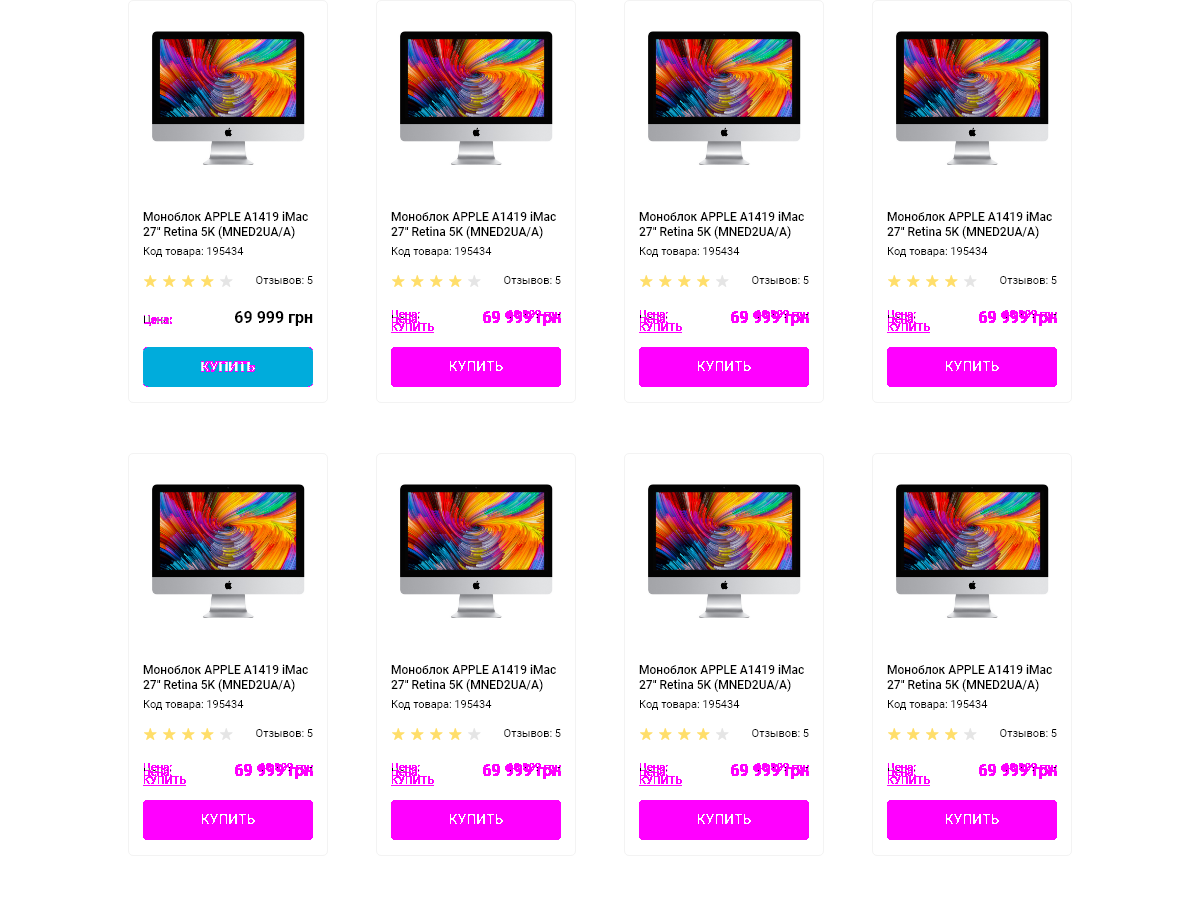 Моноблок APPLE A1419 iMac
27" Retina 5K (MNED2UA/A)
Код товара: 195434
Отзывов: 5
Цена:
69 999 грн
КУПИТЬ
Моноблок APPLE A1419 iMac
27" Retina 5K (MNED2UA/A)
Код товара: 195434
Отзывов: 5
Цена:
69 999 грн
КУПИТЬ
КУПИТЬ
Моноблок APPLE A1419 iMac
27" Retina 5K (MNED2UA/A)
Код товара: 195434
Отзывов: 5
Цена:
69 999 грн
КУПИТЬ
КУПИТЬ
Моноблок APPLE A1419 iMac
27" Retina 5K (MNED2UA/A)
Код товара: 195434
Отзывов: 5
Цена:
69 999 грн
КУПИТЬ
КУПИТЬ
Моноблок APPLE A1419 iMac
27" Retina 5K (MNED2UA/A)
Код товара: 195434
Отзывов: 5
Цена:
69 999 грн
КУПИТЬ
КУПИТЬ
Моноблок APPLE A1419 iMac
27" Retina 5K (MNED2UA/A)
Код товара: 195434
Отзывов: 5
Цена:
69 999 грн
КУПИТЬ
КУПИТЬ
Моноблок APPLE A1419 iMac
27" Retina 5K (MNED2UA/A)
Код товара: 195434
Отзывов: 5
Цена:
69 999 грн
КУПИТЬ
КУПИТЬ
Моноблок APPLE A1419 iMac
27" Retina 5K (MNED2UA/A)
Код товара: 195434
Отзывов: 5
Цена:
69 999 грн
КУПИТЬ
КУПИТЬ